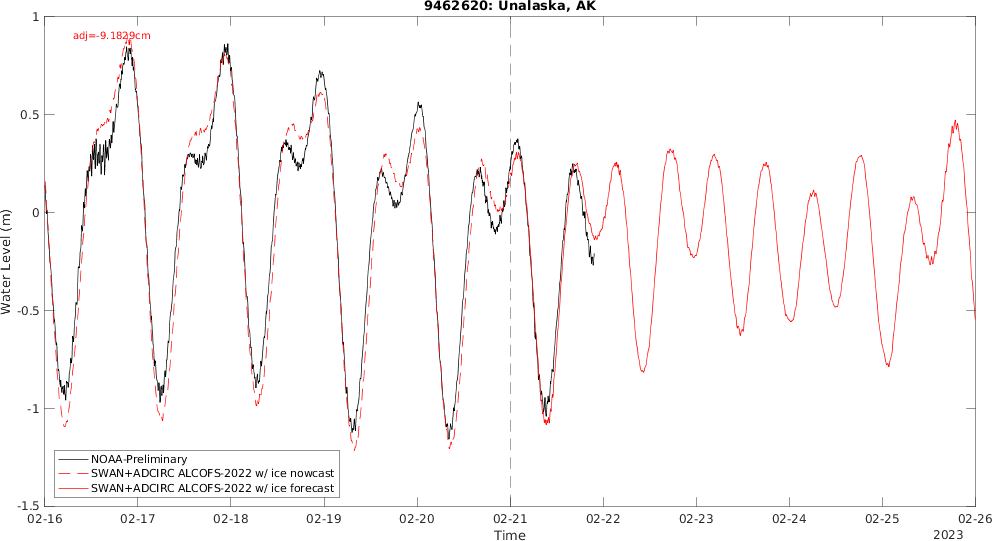 9462620: Unalaska, AK
adj=-9.1829cm
Water Level (m)
1
0.5
0
-0.5
-1
-1.5
NOAA-Preliminary
SWAN+ADCIRC ALCOFS-2022 w/ ice nowcast
SWAN+ADCIRC ALCOFS-2022 w/ ice forecast
02-16 02-17 02-18 02-19 02-20 02-21 02-22 02-23 02-24 02-25 02-26
Time
2023